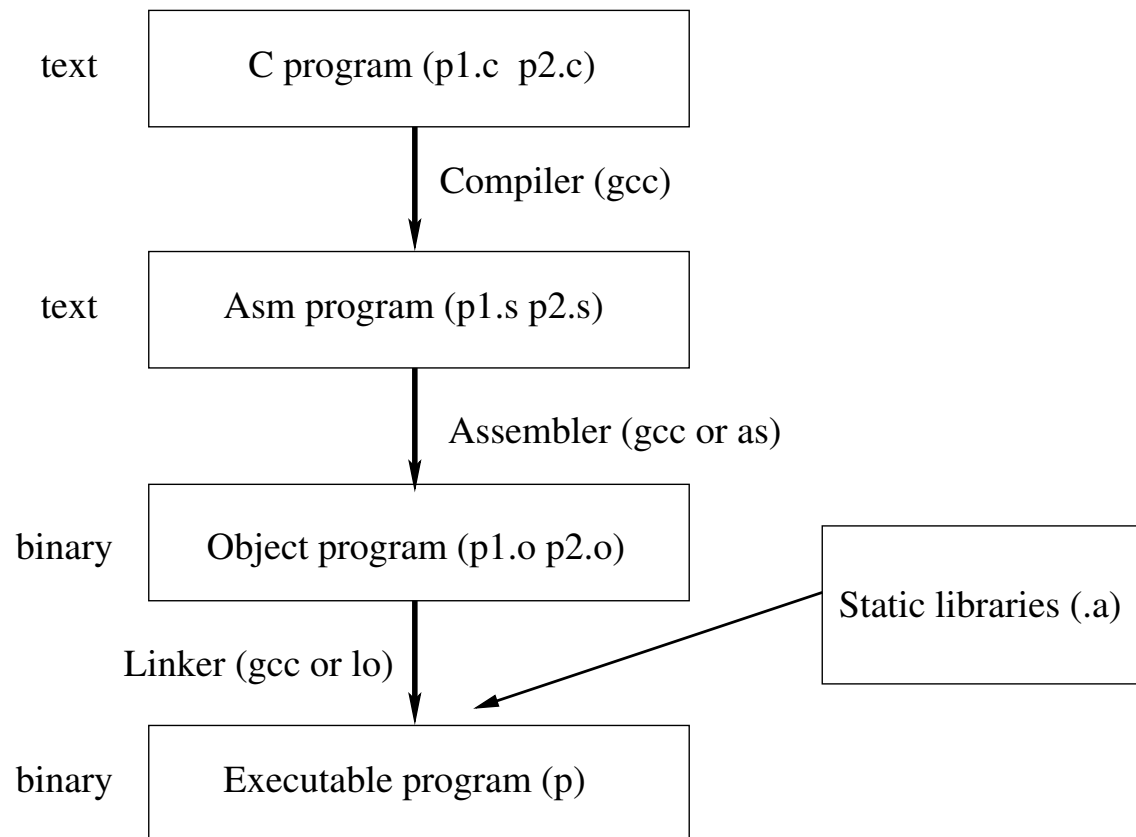 text
C program (p1.c p2.c)
Compiler (gcc)
text
Asm program (p1.s p2.s)
Assembler (gcc or as)
binary
Object program (p1.o p2.o)
Static libraries (.a)
Linker (gcc or lo)
binary
Executable program (p)